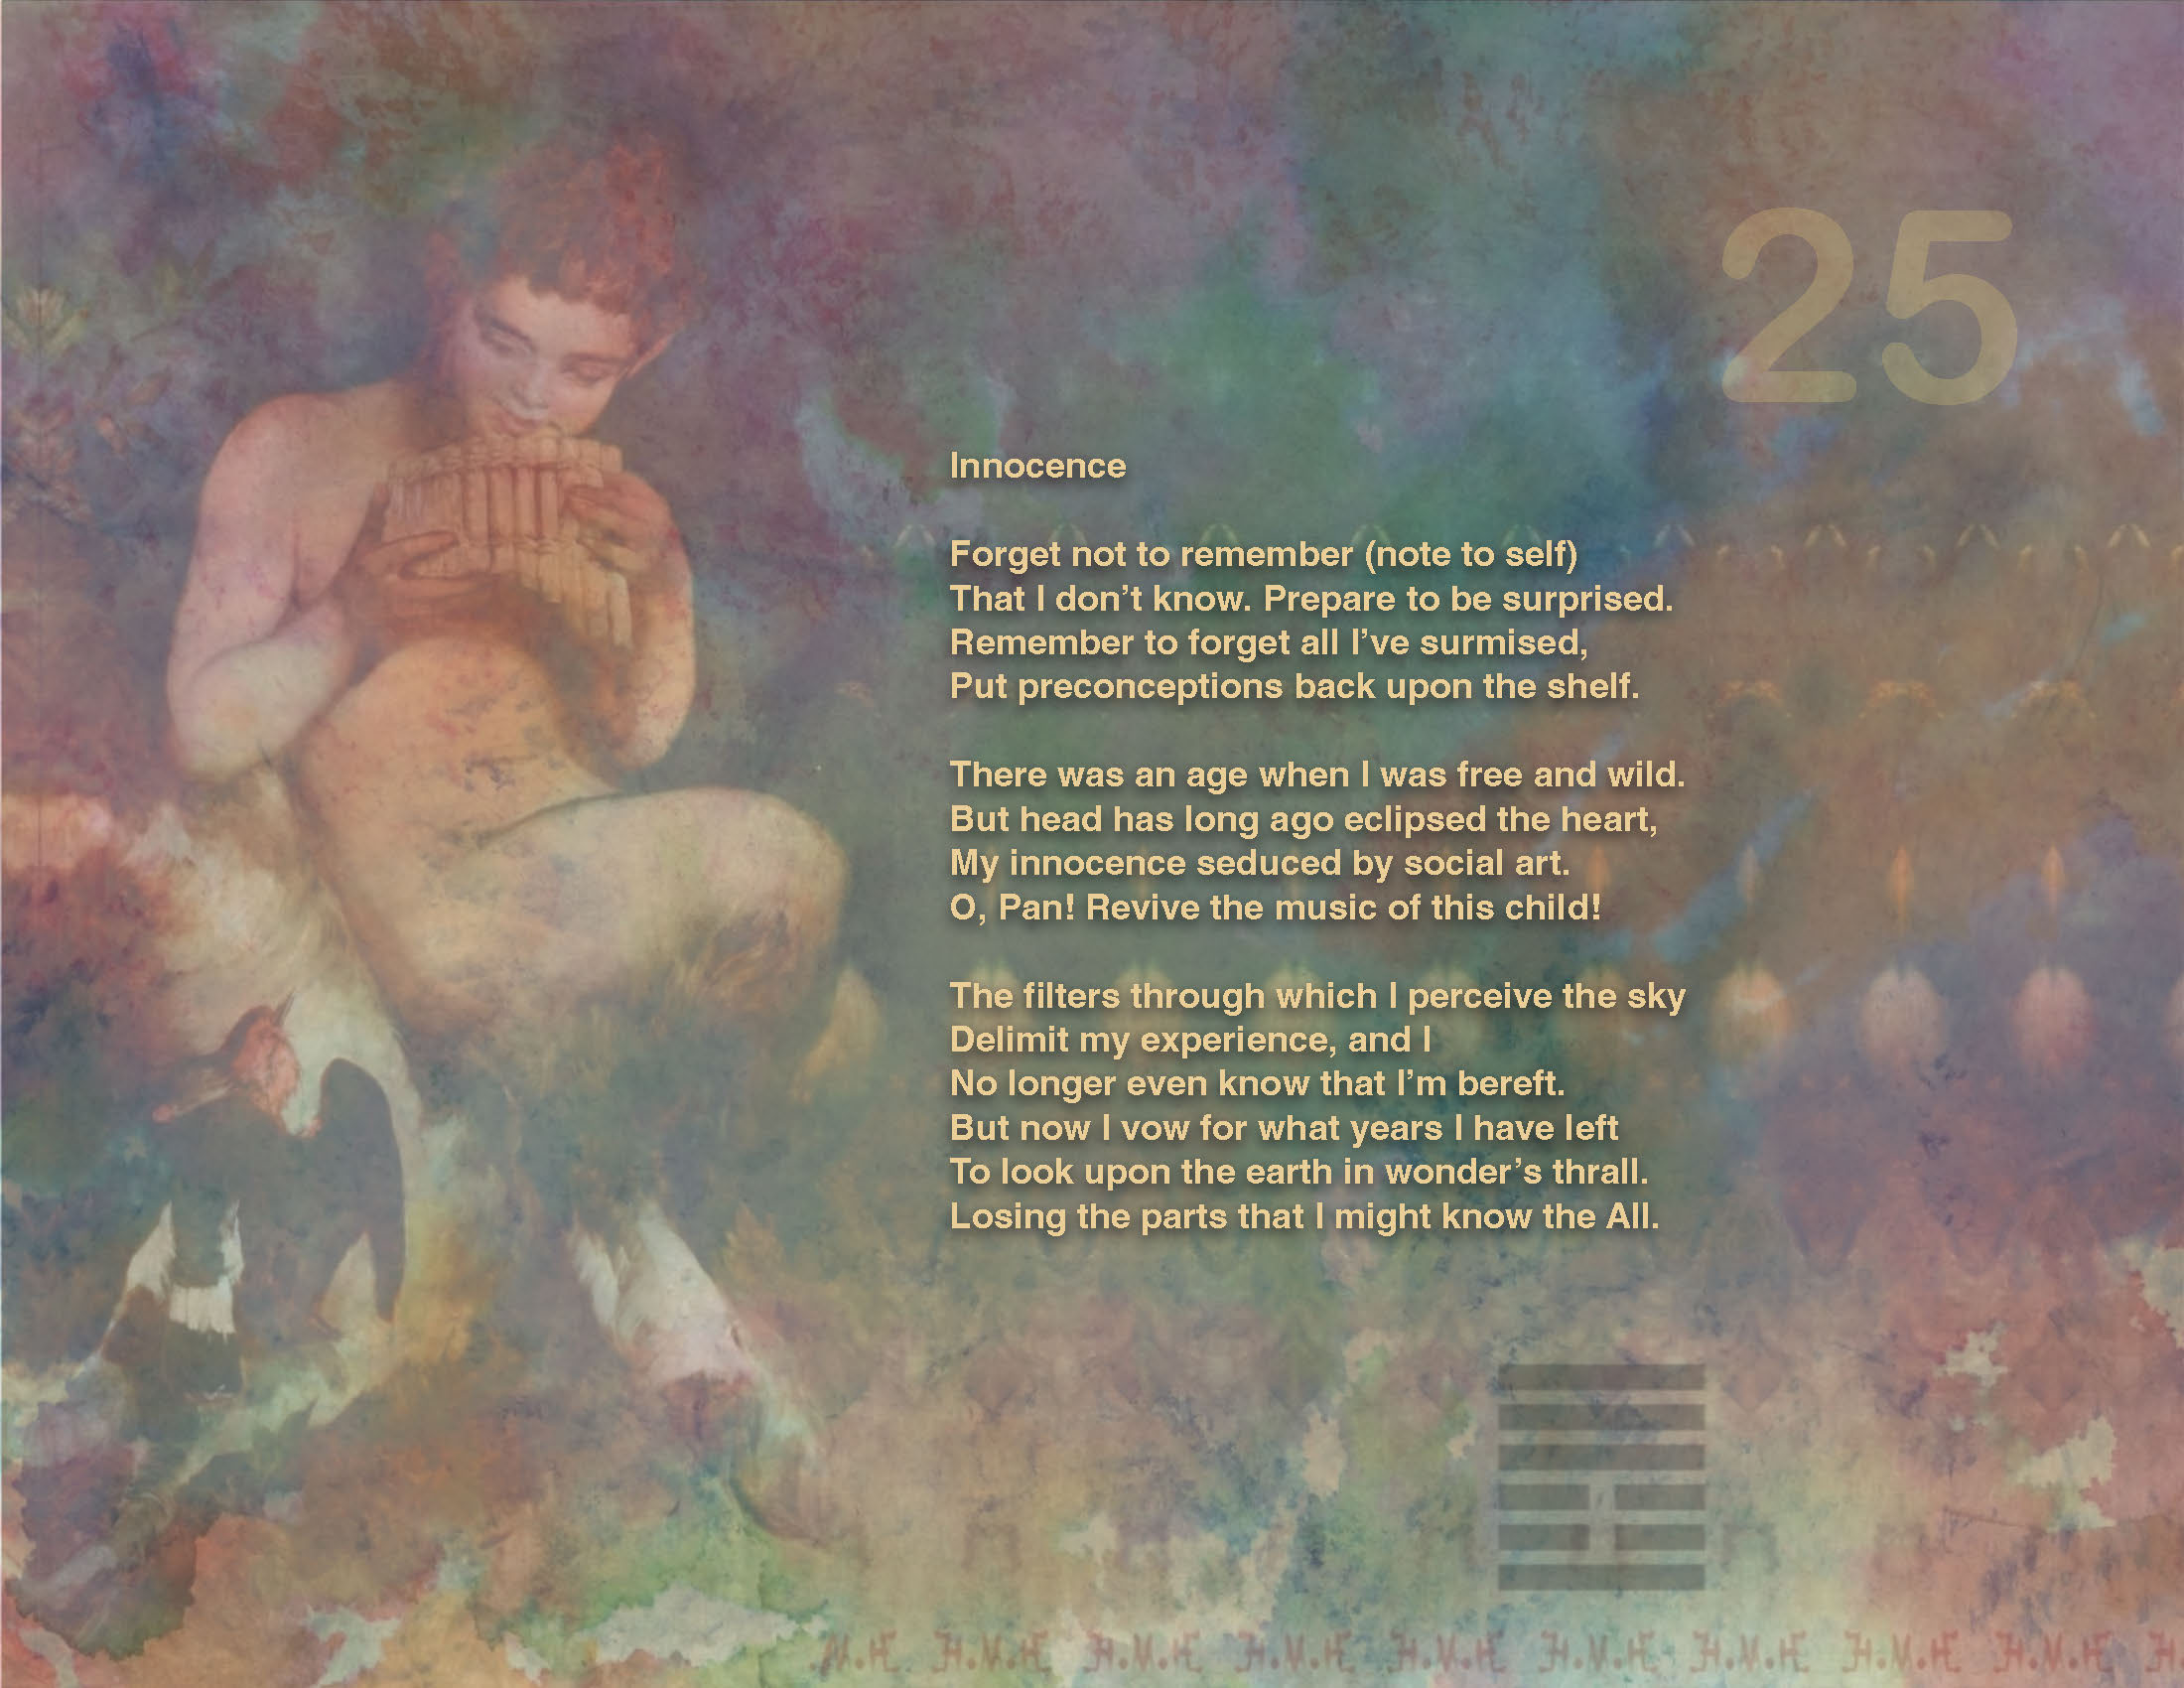 25
Innocence
Forget not to remember (note to self)
That I don’t know. Prepare to be surprised.
Remember to forget all I’ve surmised,
Put preconceptions back upon the shelf.
There was an age when I was free and wild.
But head has long ago eclipsed the heart,
My innocence seduced by social art.
O, Pan! Revive the music of this child!
The filters through which I perceive the sky
Delimit my experience, and I
No longer even know that I’m bereft.
But now I vow for what years I have left
To look upon the earth in wonder’s thrall.
Losing the parts that I might know the All.